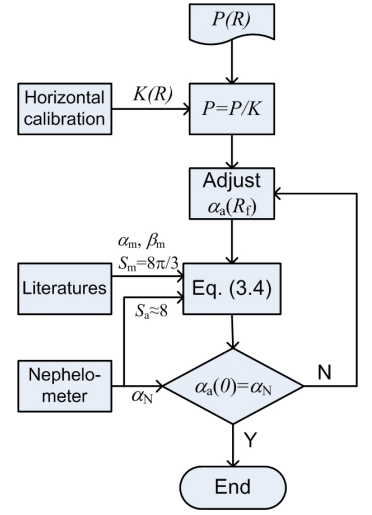 P(R)
Horizontal
calibration
K(R)
P=P/K
Adjust
αa(Rf)
αm, βm
Sm=8π/3
Literatures
Eq. (3.4)
Sa≈8
Nephelo-
meter
αN
αa(0)=αN
N
Y
End